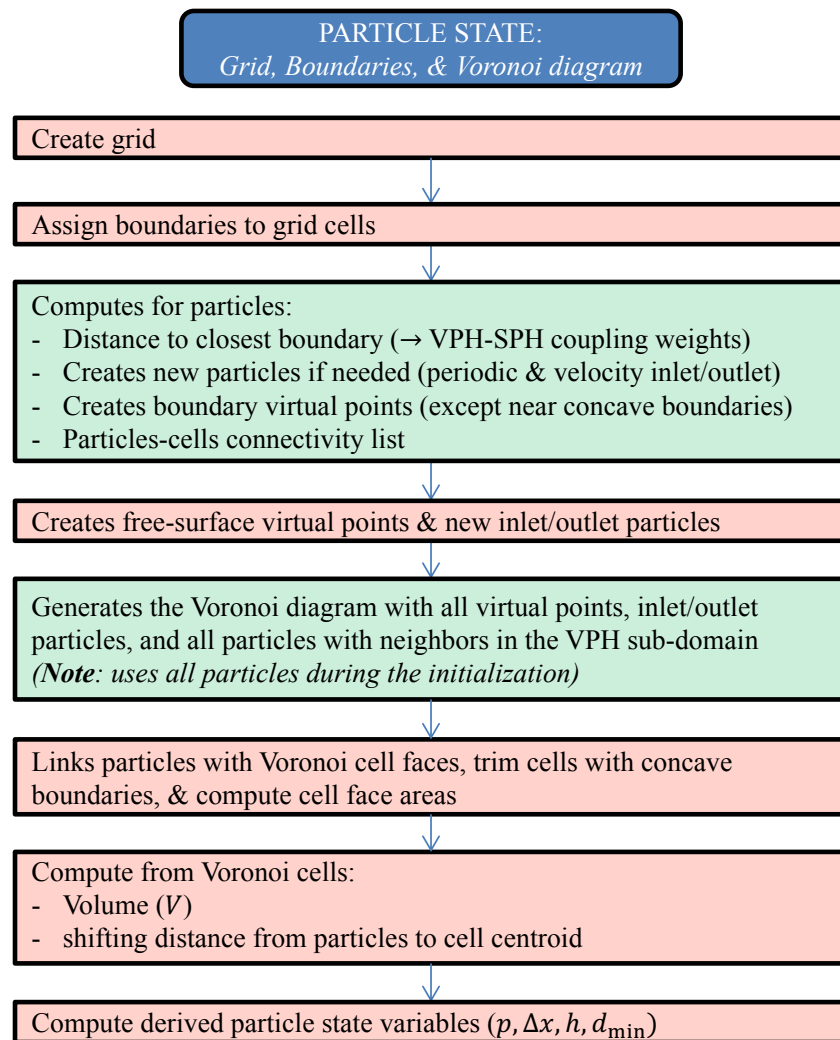 PARTICLE STATE:
Grid, Boundaries, & Voronoi diagram
Create grid
Assign boundaries to grid cells
Computes for particles:
- Distance to closest boundary (→ VPH-SPH coupling weights)
- Creates new particles if needed (periodic & velocity inlet/outlet)
- Creates boundary virtual points (except near concave boundaries)
- Particles-cells connectivity list
Creates free-surface virtual points & new inlet/outlet particles
Generates the Voronoi diagram with all virtual points, inlet/outlet
particles, and all particles with neighbors in the VPH sub-domain
(Note: uses all particles during the initialization)
Links particles with Voronoi cell faces, trim cells with concave
boundaries, & compute cell face areas
Compute from Voronoi cells:
- Volume (V)
- shifting distance from particles to cell centroid
Compute derived particle state variables (p, Δx, h, d_min)